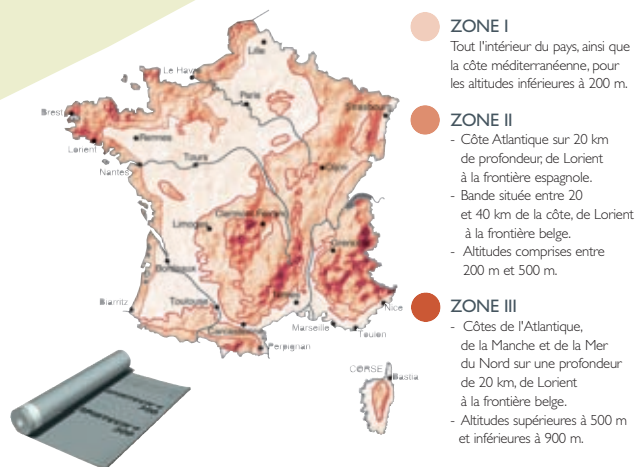 ZONE I
Tout l'intérieur du pays, ainsi que
la côte méditerranéenne, pour
les altitudes inférieures à 200 m.
ZONE II
- Côte Atlantique sur 20 km
de profondeur, de Lorient
à la frontière espagnole.
- Bande située entre 20
et 40 km de la côte, de Lorient
à la frontière belge.
- Altitudes comprises entre
200 m et 500 m.
ZONE III
- Côtes de l'Atlantique,
de la Manche et de la Mer
du Nord sur une profondeur
de 20 km, de Lorient
à la frontière belge.
- Altitudes supérieures à 500 m
et inférieures à 900 m.
Lille
Le Havre
Paris
Strasbourg
Brest
Rennes
Lorient
Tours
Dijon
Nantes
Clermont-Ferrand
Limoges
Grenoble
Bordeaux
Biarritz
Toulouse
Nice
Marseille
Toulon
Carcassonne
Perpignan
CORSE
Bastia